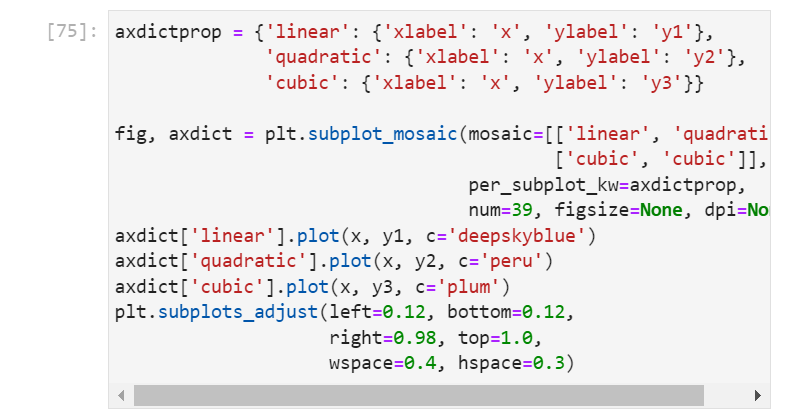 [75]: axdictprop = {'linear': {'xlabel': 'x', 'ylabel': 'y1'},
'quadratic': {'xlabel': 'x', 'ylabel': 'y2'},
'cubic': {'xlabel': 'x', 'ylabel': 'y3'}}
fig, axdict = plt.subplot_mosaic(mosaic=[['linear', 'quadrati
['cubic', 'cubic']],
per_subplot_kw=axdictprop,
num=39, figsize=None, dpi=No
axdict['linear'].plot(x, y1, c='deepskyblue')
axdict['quadratic'].plot(x, y2, c='peru')
axdict['cubic'].plot(x, y3, c='plum')
plt.subplots_adjust(left=0.12, bottom=0.12,
right=0.98, top=1.0,
wspace=0.4, hspace=0.3)